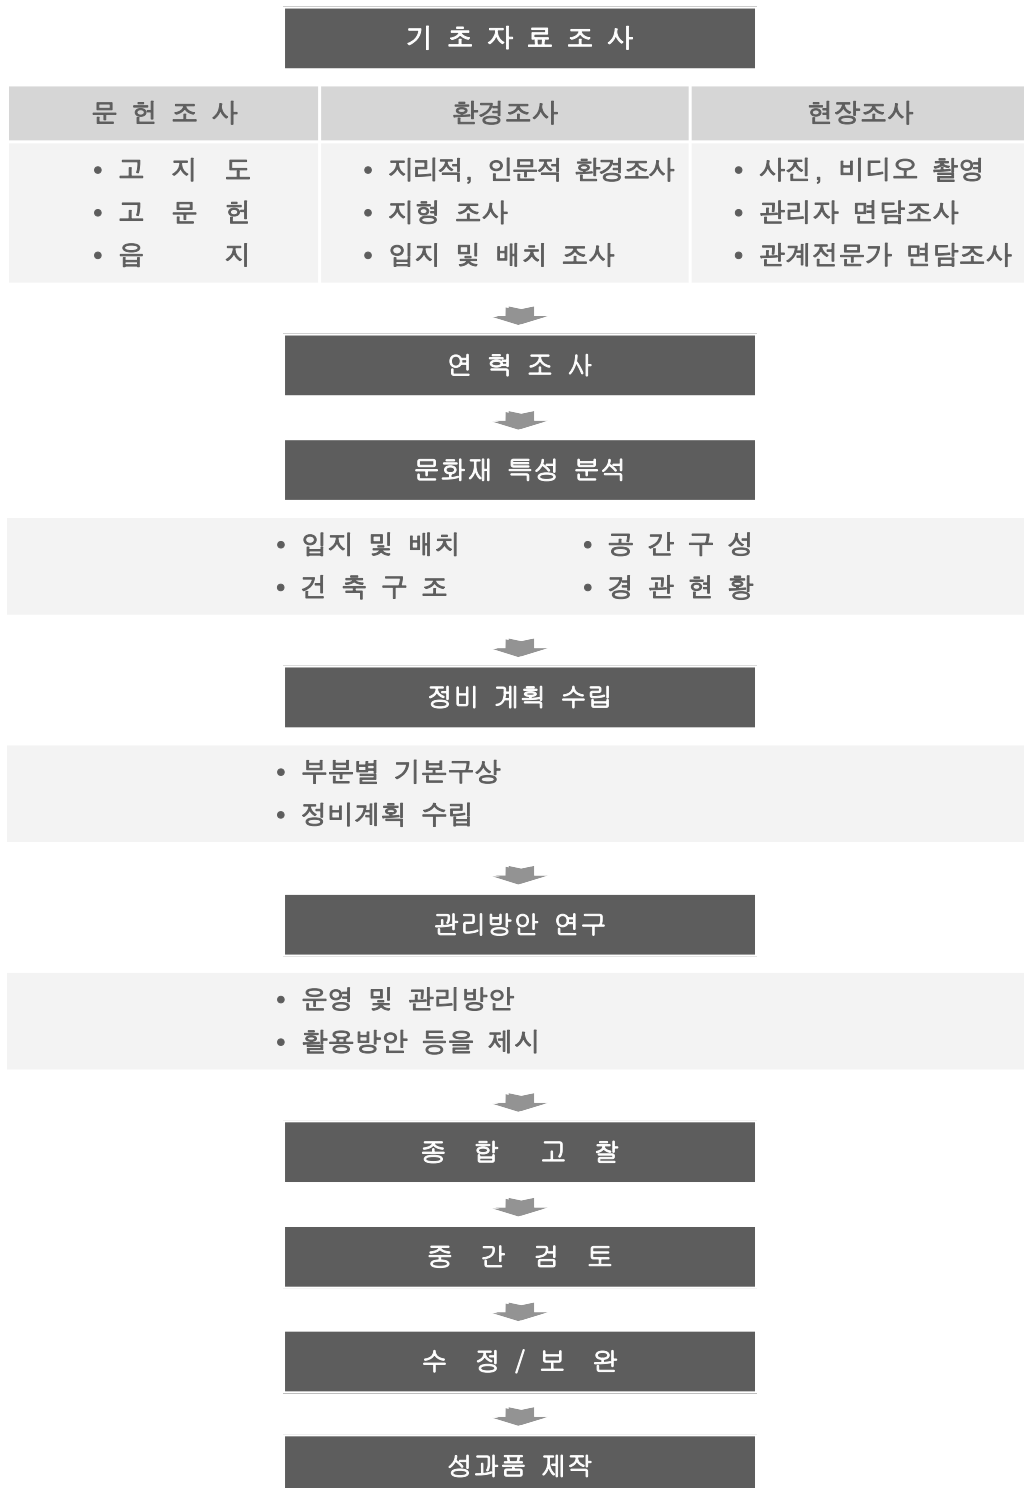 기 초 자 료 조 사
문 헌 조 사 환경조사 현장조사
• 고 지 도 • 지리적, 인문적 환경조사 • 사진, 비디오 촬영
• 고 문 헌 • 지형 조사 • 관리자 면담조사
• 읍 지 • 입지 및 배치 조사 • 관계전문가 면담조사
연 혁 조 사
문화재 특성 분석
• 입지 및 배치 • 공 간 구 성
• 건 축 구 조 • 경 관 현 황
정비 계획 수립
• 부분별 기본구상
• 정비계획 수립
관리방안 연구
• 운영 및 관리방안
• 활용방안 등을 제시
종 합 고 찰
중 간 검 토
수 정 / 보 완
성과품 제작